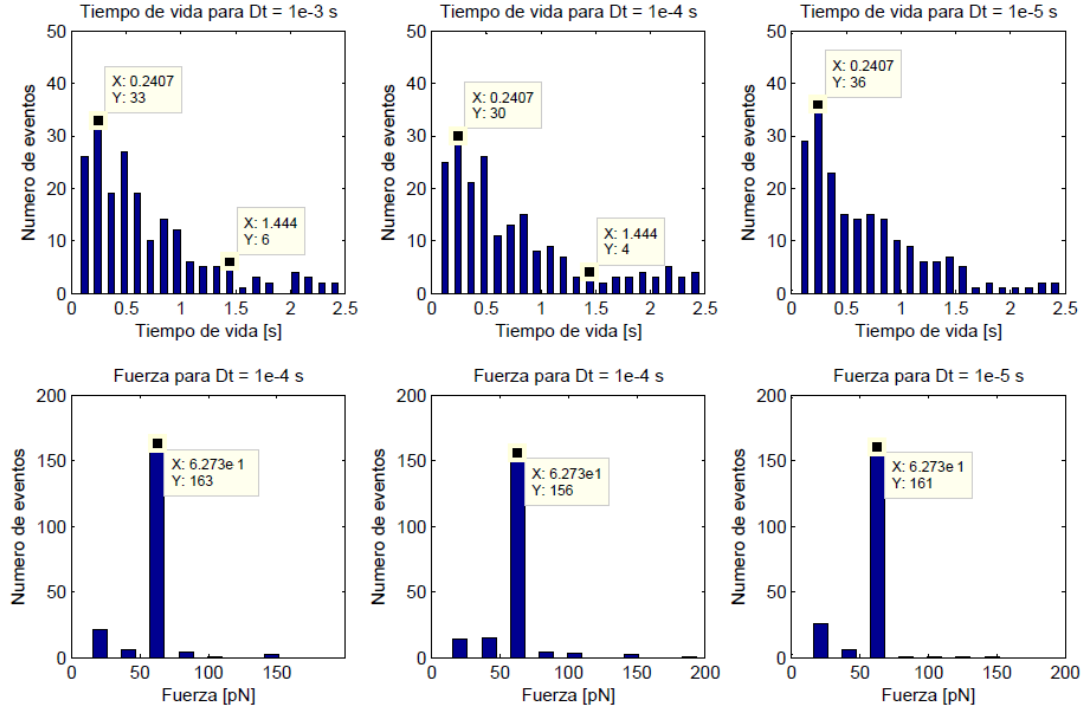 Tiempo de vida para Dt = 1e-3 s
50
40
30
20
10
0
Numero de eventos
X: 0.2407
Y: 33
X: 1.444
Y: 6
0 0.5 1 1.5 2 2.5
Tiempo de vida [s]
Tiempo de vida para Dt = 1e-4 s
50
40
30
20
10
0
Numero de eventos
X: 0.2407
Y: 30
X: 1.444
Y: 4
0 0.5 1 1.5 2 2.5
Tiempo de vida [s]
Tiempo de vida para Dt = 1e-5 s
50
40
30
20
10
0
Numero de eventos
X: 0.2407
Y: 36
0 0.5 1 1.5 2 2.5
Tiempo de vida [s]
Fuerza para Dt = 1e-4 s
200
150
100
50
0
Numero de eventos
X: 6.273e 1
Y: 163
0 50 100 150
Fuerza [pN]
Fuerza para Dt = 1e-4 s
200
150
100
50
0
Numero de eventos
X: 6.273e1
Y: 156
0 50 100 150 200
Fuerza [pN]
Fuerza para Dt = 1e-5 s
200
150
100
50
0
Numero de eventos
X: 6.273e 1
Y: 161
0 50 100 150 200
Fuerza [pN]